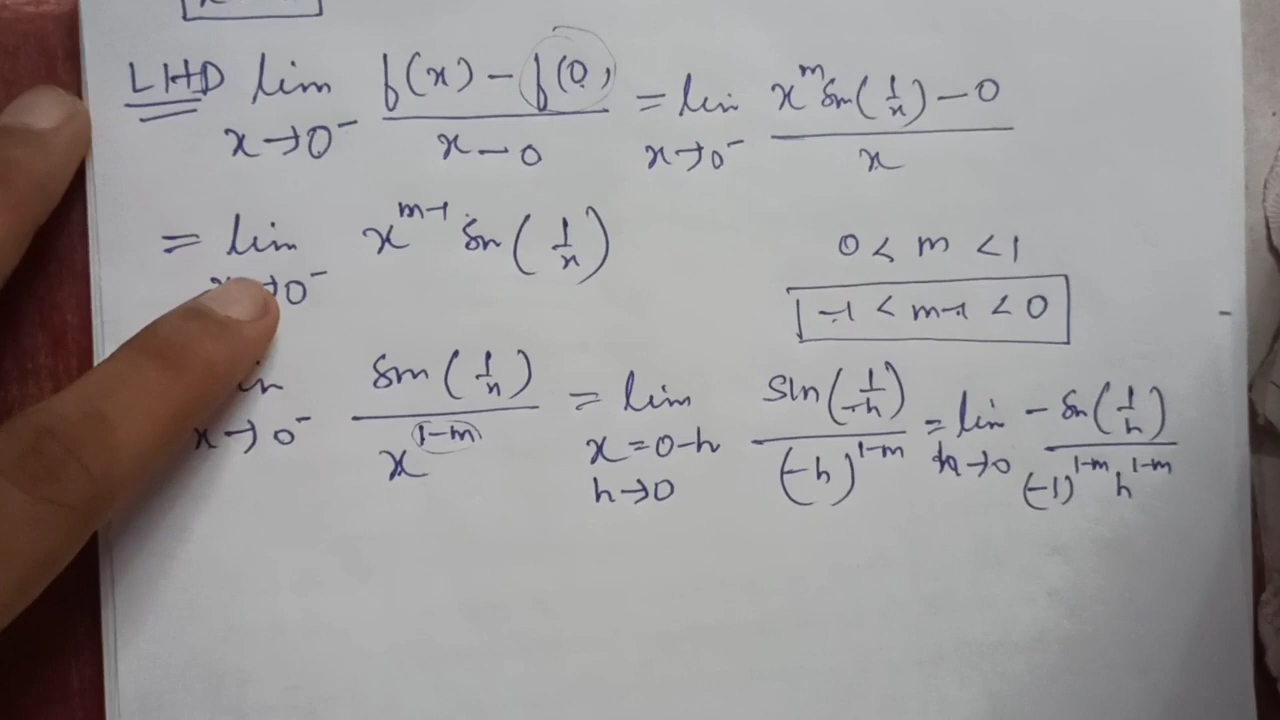 LHD lim x→0⁻ f(x) − f(0) / x − 0 = lim x→0⁻ x^m sin(1/x) − 0 / x
= lim x→0⁻ x^(m-1) sin(1/x)
0 < m < 1
-1 < m-1 < 0
x→0⁻ sin(1/x) / x^(1-m) = lim x=0-h h→0 sin(1/-h) / (-h)^(1-m) = lim h→0 - sin(1/h) / (-1)^(1-m) h^(1-m)